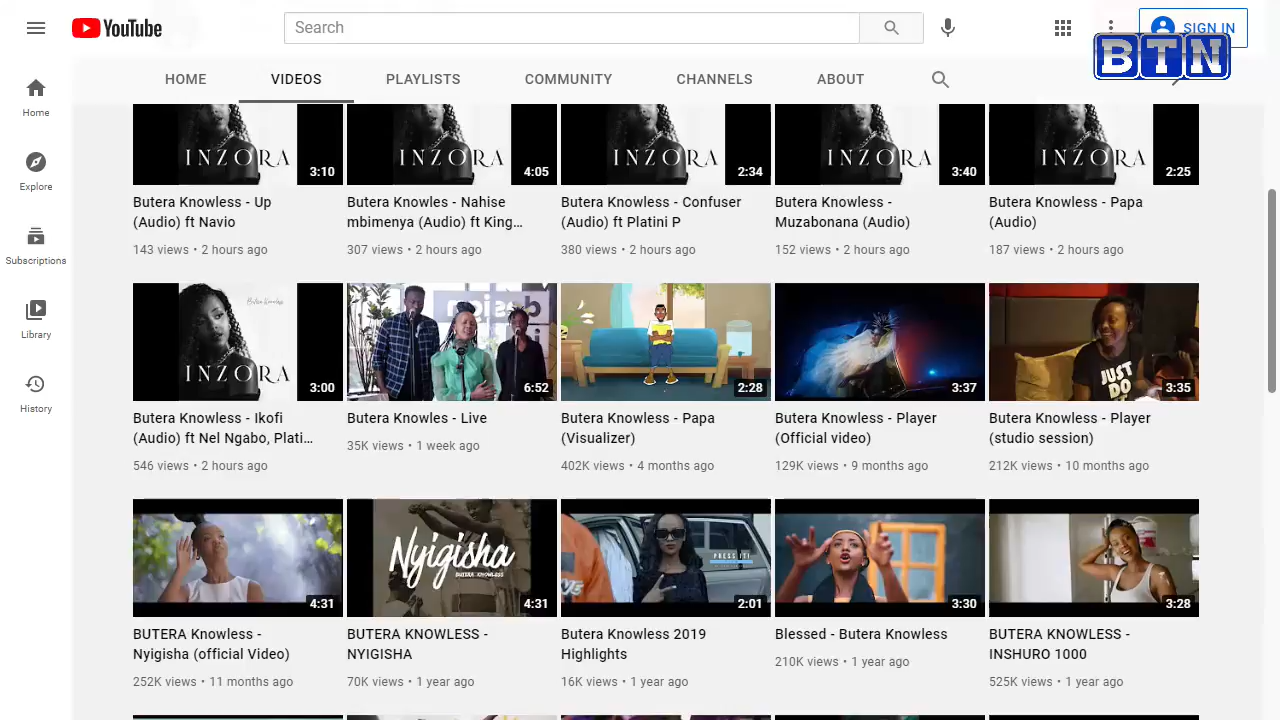 YouTube
Search
SIGN IN
BTN
HOME
VIDEOS
PLAYLISTS
COMMUNITY
CHANNELS
ABOUT
Home
Explore
Subscriptions
Library
History
INZORA
3:10
INZORA
4:05
INZORA
2:34
INZORA
3:40
INZORA
2:25
Butera Knowless - Up
(Audio) ft Navio
143 views • 2 hours ago
Butera Knowles - Nahise
mbimenya (Audio) ft King...
307 views • 2 hours ago
Butera Knowless - Confuser
(Audio) ft Platini P
380 views • 2 hours ago
Butera Knowless -
Muzabonana (Audio)
152 views • 2 hours ago
Butera Knowless - Papa
(Audio)
187 views • 2 hours ago
Butera Knowless
INZORA
3:00
design
6:52
2:28
3:37
JUST
DO
3:35
Butera Knowless - Ikofi
(Audio) ft Nel Ngabo, Plati...
546 views • 2 hours ago
Butera Knowles - Live
35K views • 1 week ago
Butera Knowless - Papa
(Visualizer)
402K views • 4 months ago
Butera Knowless - Player
(Official video)
129K views • 9 months ago
Butera Knowless - Player
(studio session)
212K views • 10 months ago
4:31
Nyigisha
BUTERA KNOWLESS
4:31
PRESS IT!
2:01
3:30
3:28
BUTERA Knowless -
Nyigisha (official Video)
252K views • 11 months ago
BUTERA KNOWLESS -
NYIGISHA
70K views • 1 year ago
Butera Knowless 2019
Highlights
16K views • 1 year ago
Blessed - Butera Knowless
210K views • 1 year ago
BUTERA KNOWLESS -
INSHURO 1000
525K views • 1 year ago